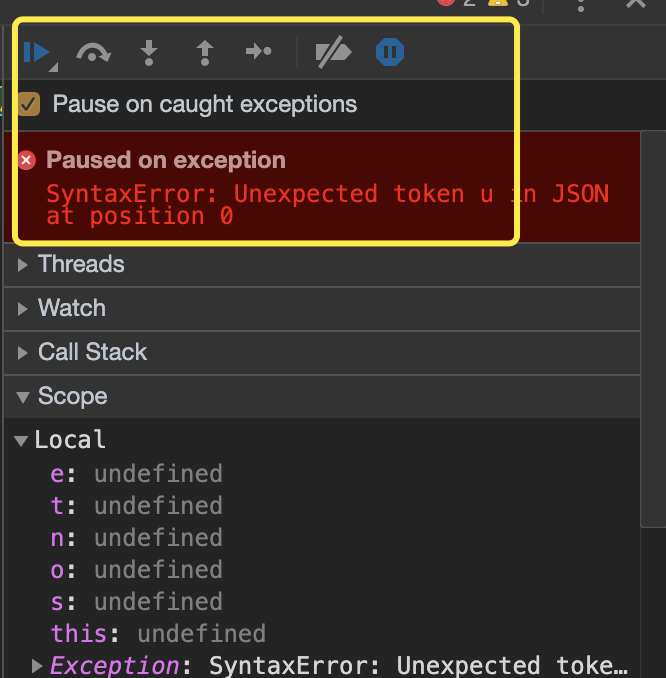 2 3
Pause on caught exceptions
Paused on exception
SyntaxError: Unexpected token u in JSON
at position 0
Threads
Watch
Call Stack
Scope
Local
e: undefined
t: undefined
n: undefined
o: undefined
s: undefined
this: undefined
Exception: SyntaxError: Unexpected toke…